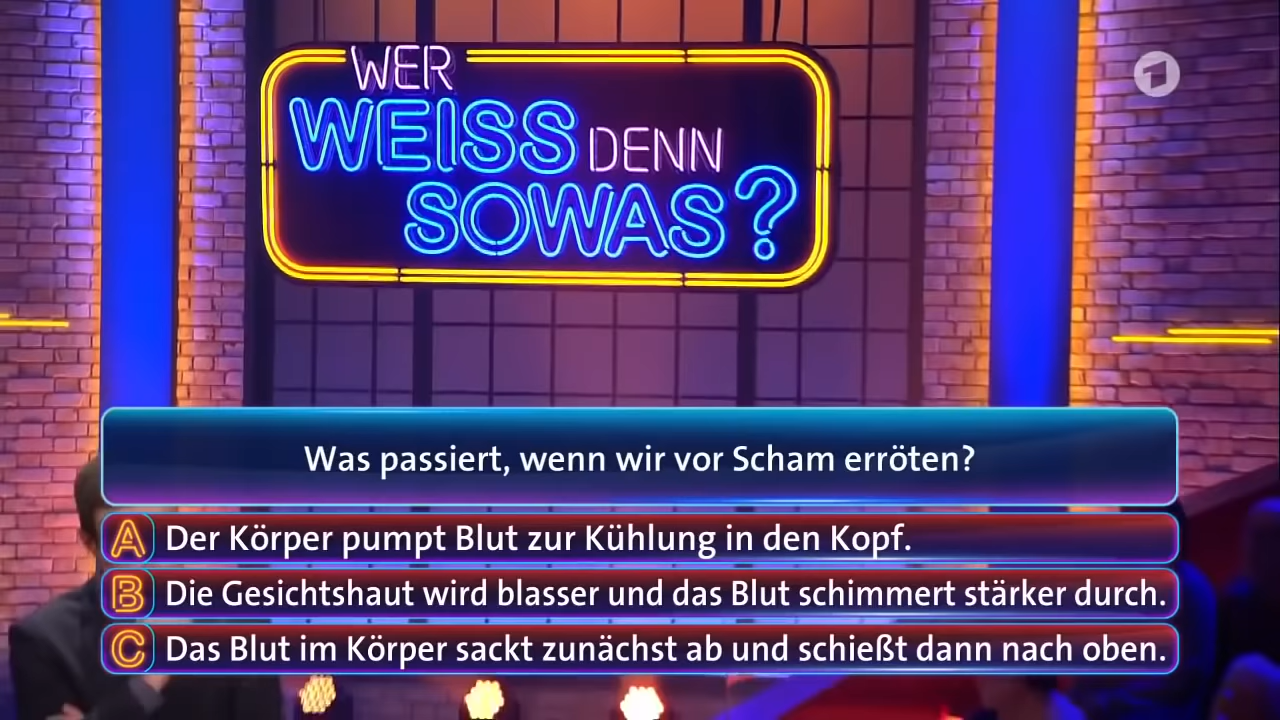 WER
WEISS DENN
SOWAS?
1
Was passiert, wenn wir vor Scham erröten?
A Der Körper pumpt Blut zur Kühlung in den Kopf.
B Die Gesichtshaut wird blasser und das Blut schimmert stärker durch.
C Das Blut im Körper sackt zunächst ab und schießt dann nach oben.